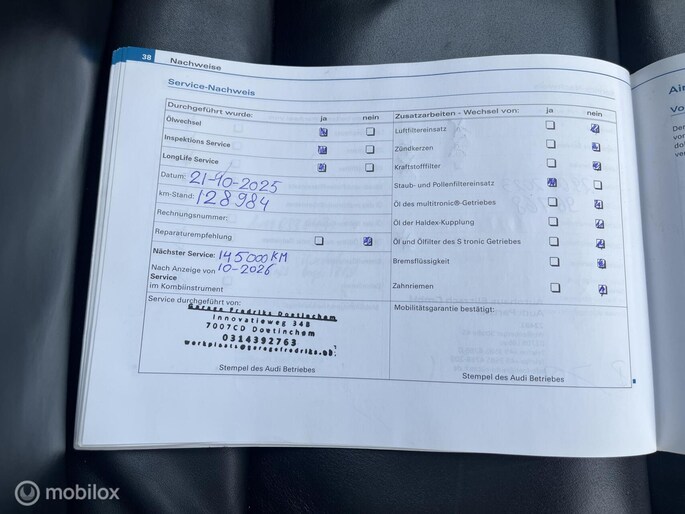 38
Nachweise
Service-Nachweis
Durchgeführt wurde: ja nein
Ölwechsel
Inspektions Service
LongLife Service
Datum: 21-10-2025
km-Stand: 128984
Rechnungsnummer:
Reparaturempfehlung
Nächster Service: 145000 KM
Nach Anzeige von 10-2026
Service
im Kombiinstrument
Service durchgeführt von:
Garage Fredriks Doetinchem
Innovatieweg 34B
7007CD Doetinchem
0314392763
Stempel des Audi Betriebes
Zusatzarbeiten - Wechsel von: ja nein
Luftfiltereinsatz
Zündkerzen
Kraftstofffilter
Staub- und Pollenfiltereinsatz
Öl des multitronic®-Getriebes
Öl der Haldex-Kupplung
Öl und Ölfilter des S tronic Getriebes
Bremsflüssigkeit
Zahnriemen
Mobilitätsgarantie bestätigt:
Stempel des Audi Betriebes
mobilox